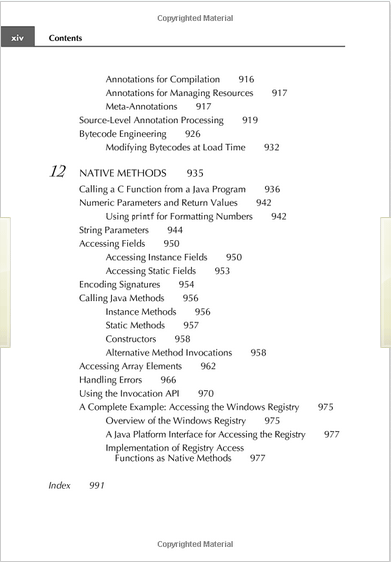 Copyrighted Material
xiv Contents
Annotations for Compilation 916
Annotations for Managing Resources 917
Meta-Annotations 917
Source-Level Annotation Processing 919
Bytecode Engineering 926
Modifying Bytecodes at Load Time 932
12 NATIVE METHODS 935
Calling a C Function from a Java Program 936
Numeric Parameters and Return Values 942
Using printf for Formatting Numbers 942
String Parameters 944
Accessing Fields 950
Accessing Instance Fields 950
Accessing Static Fields 953
Encoding Signatures 954
Calling Java Methods 956
Instance Methods 956
Static Methods 957
Constructors 958
Alternative Method Invocations 958
Accessing Array Elements 962
Handling Errors 966
Using the Invocation API 970
A Complete Example: Accessing the Windows Registry 975
Overview of the Windows Registry 975
A Java Platform Interface for Accessing the Registry 977
Implementation of Registry Access
Functions as Native Methods 977
Index 991
Copyrighted Material